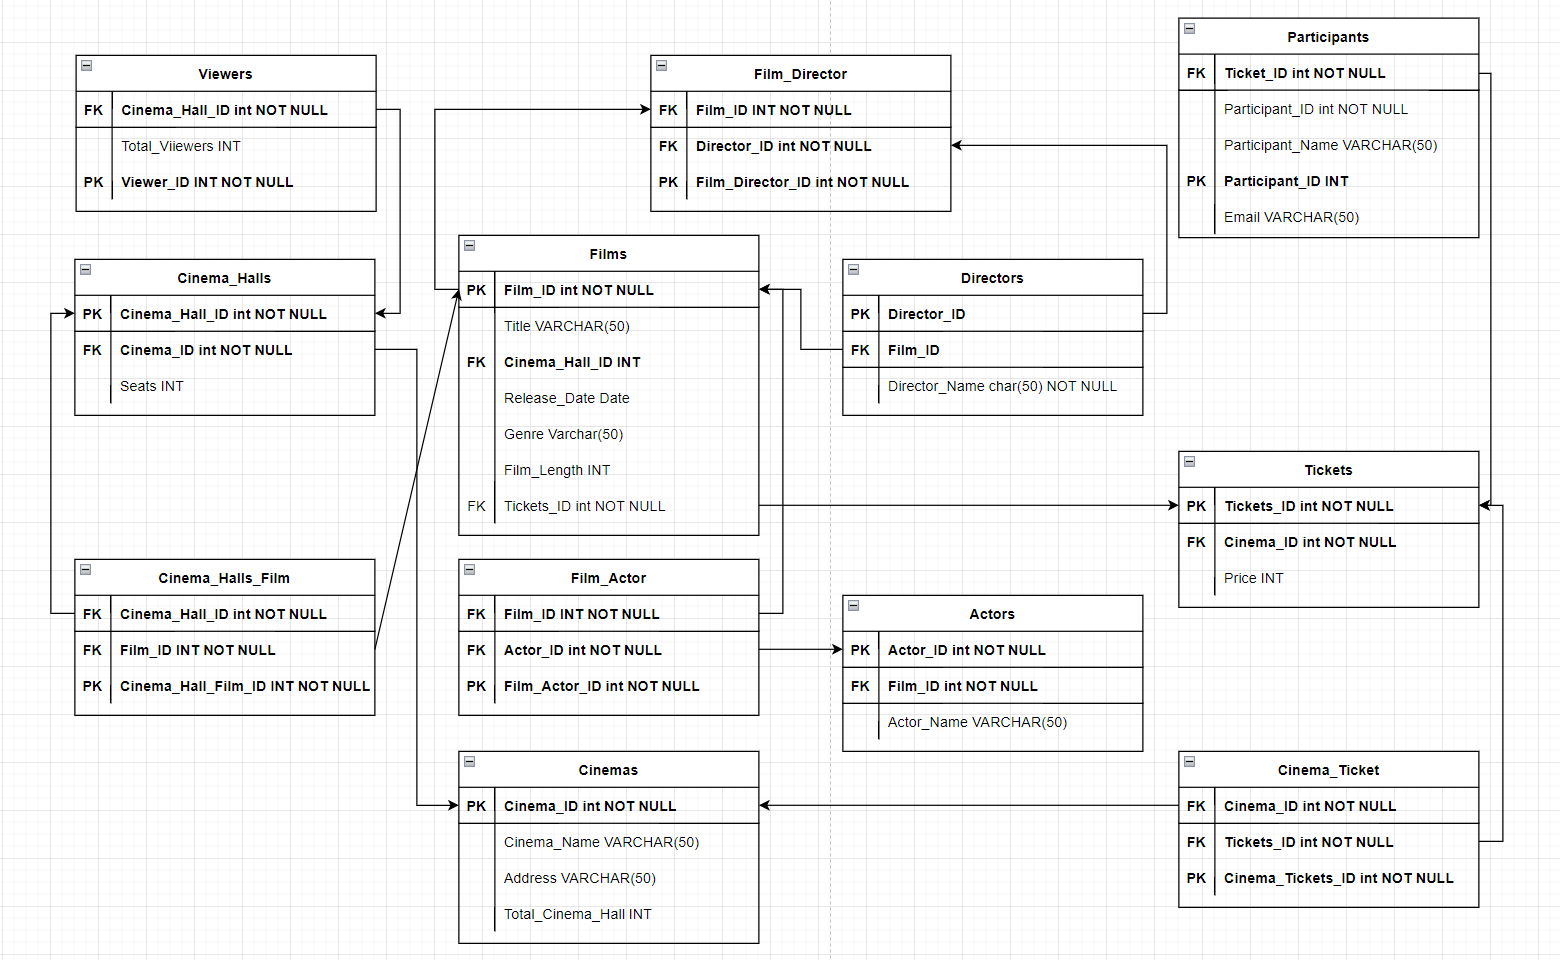 Viewers
FK Cinema_Hall_ID int NOT NULL
Total_Viiewers INT
PK Viewer_ID INT NOT NULL
Film_Director
FK Film_ID INT NOT NULL
FK Director_ID int NOT NULL
PK Film_Director_ID int NOT NULL
Participants
FK Ticket_ID int NOT NULL
Participant_ID int NOT NULL
Participant_Name VARCHAR(50)
PK Participant_ID INT
Email VARCHAR(50)
Cinema_Halls
PK Cinema_Hall_ID int NOT NULL
FK Cinema_ID int NOT NULL
Seats INT
Films
PK Film_ID int NOT NULL
Title VARCHAR(50)
FK Cinema_Hall_ID INT
Release_Date Date
Genre Varchar(50)
Film_Length INT
FK Tickets_ID int NOT NULL
Directors
PK Director_ID
FK Film_ID
Director_Name char(50) NOT NULL
Tickets
PK Tickets_ID int NOT NULL
FK Cinema_ID int NOT NULL
Price INT
Cinema_Halls_Film
FK Cinema_Hall_ID int NOT NULL
FK Film_ID INT NOT NULL
PK Cinema_Hall_Film_ID INT NOT NULL
Film_Actor
FK Film_ID INT NOT NULL
FK Actor_ID int NOT NULL
PK Film_Actor_ID int NOT NULL
Actors
PK Actor_ID int NOT NULL
FK Film_ID int NOT NULL
Actor_Name VARCHAR(50)
Cinemas
PK Cinema_ID int NOT NULL
Cinema_Name VARCHAR(50)
Address VARCHAR(50)
Total_Cinema_Hall INT
Cinema_Ticket
FK Cinema_ID int NOT NULL
FK Tickets_ID int NOT NULL
PK Cinema_Tickets_ID int NOT NULL